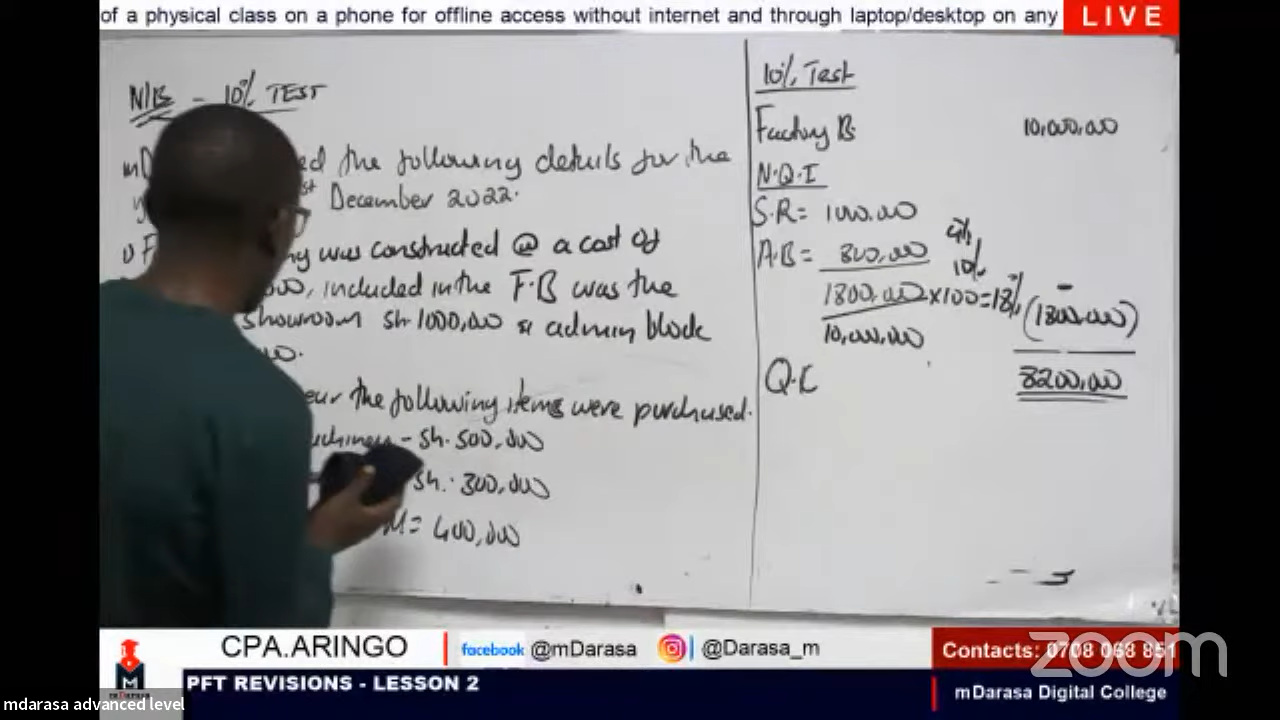 of a physical class on a phone for offline access without internet and through laptop/desktop on any
LIVE
N/B - 10% TEST
the following details for the
st December 2022.
was constructed @ a cost of
included in the F.B was the
showroom sh 1000,000 & admin block
the following items were purchased.
- sh. 500,000
sh. 300,000
= 400,000
10% Test
Factory B 10,000,000
N.Q.I
S.R = 1000,000
A.B = 800,000
10%
1800,000 x100 = 18% (1800,000)
10,000,000
Q.C 8200,000
CPA.ARINGO
facebook @mDarasa
@Darasa_m
Contacts: 0708 068 851
zoom
PFT REVISIONS - LESSON 2
mDarasa Digital College
mdarasa advanced level